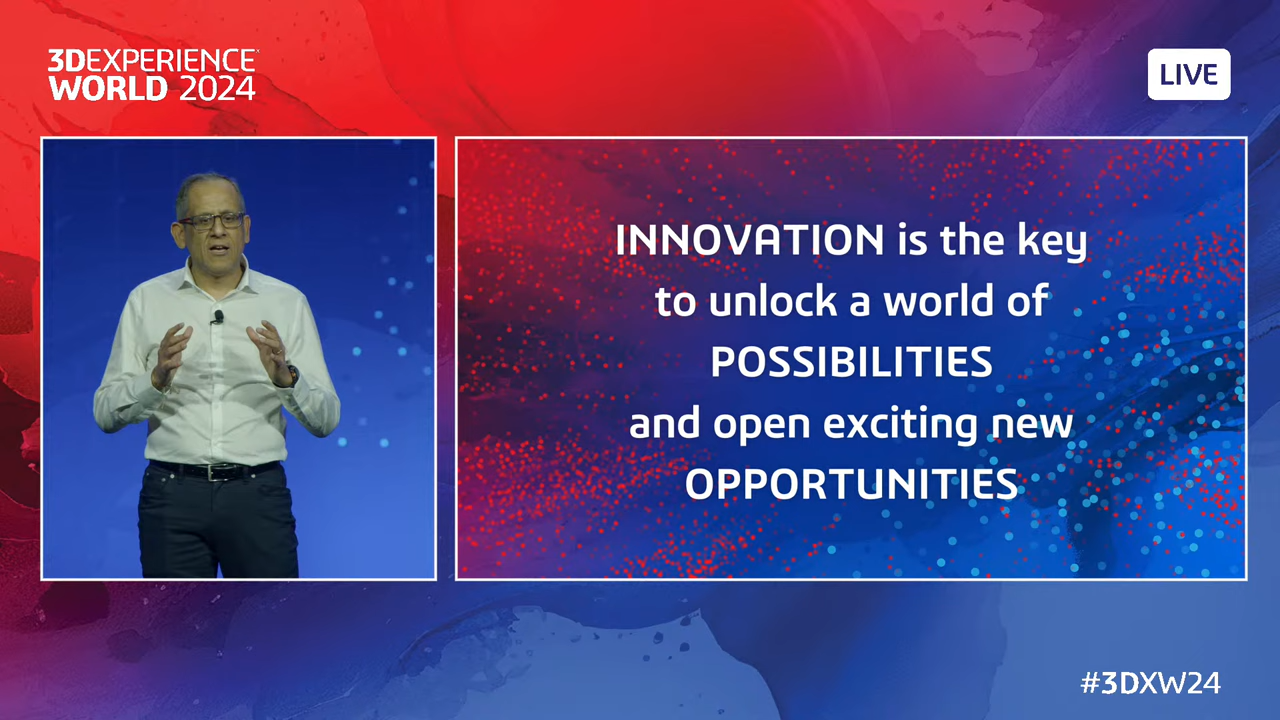 3DEXPERIENCE
WORLD 2024
LIVE
INNOVATION is the key
to unlock a world of
POSSIBILITIES
and open exciting new
OPPORTUNITIES
#3DXW24